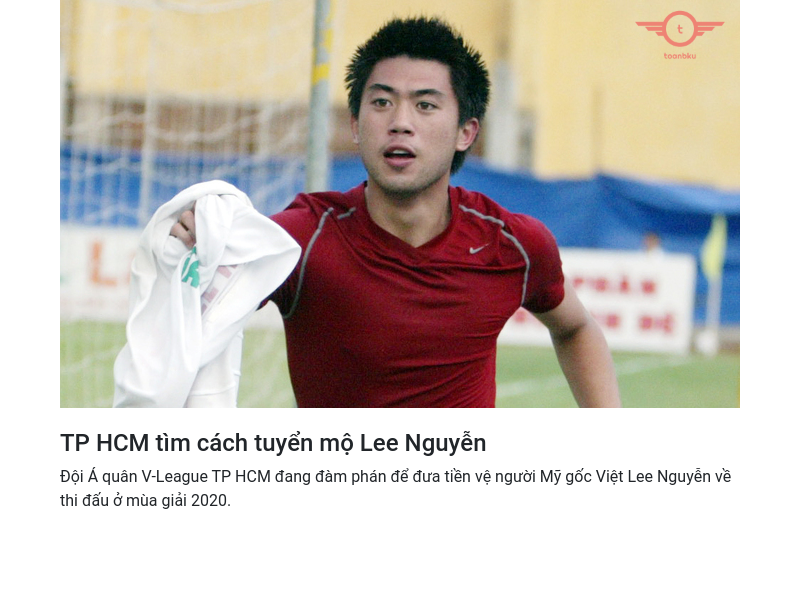 t
toanbku
PHẦN
TP HCM tìm cách tuyển mộ Lee Nguyễn
Đội Á quân V-League TP HCM đang đàm phán để đưa tiền vệ người Mỹ gốc Việt Lee Nguyễn về
thi đấu ở mùa giải 2020.